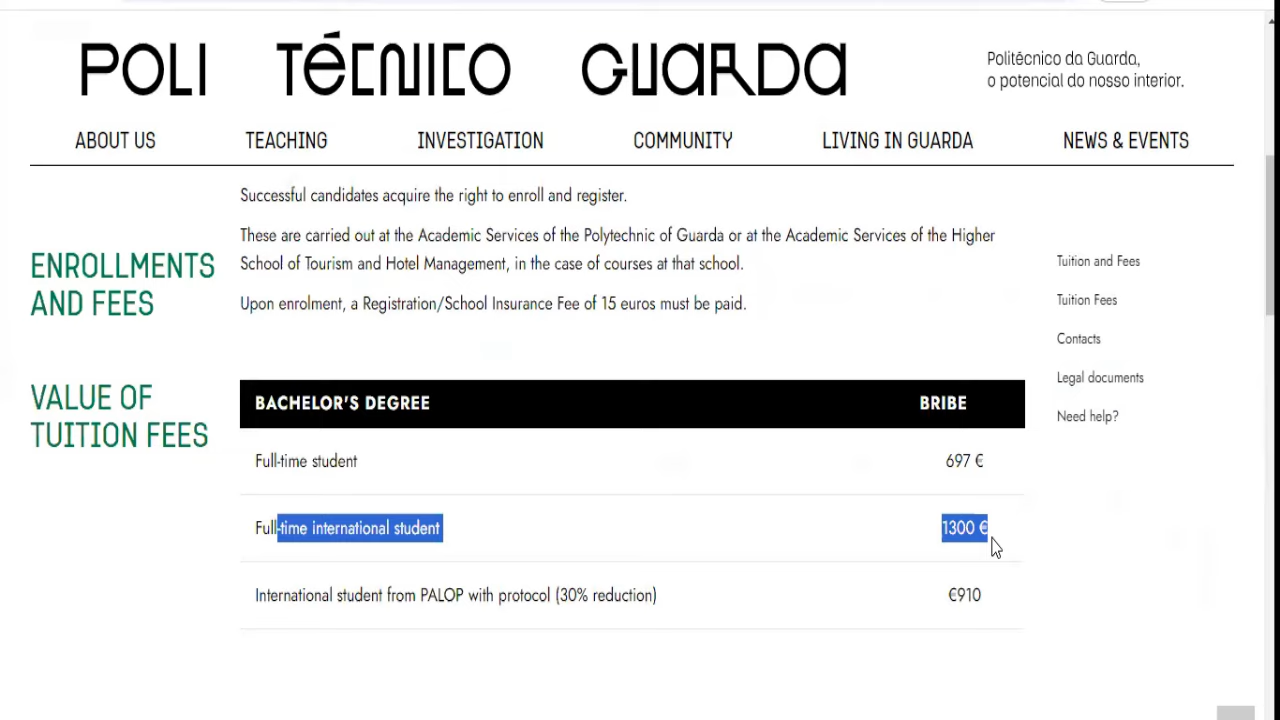 POLI TÉCNICO GUARDA
Politécnico da Guarda,
o potencial do nosso interior.
ABOUT US TEACHING INVESTIGATION COMMUNITY LIVING IN GUARDA NEWS & EVENTS
Successful candidates acquire the right to enroll and register.
ENROLLMENTS
AND FEES
These are carried out at the Academic Services of the Polytechnic of Guarda or at the Academic Services of the Higher
School of Tourism and Hotel Management, in the case of courses at that school.
Upon enrolment, a Registration/School Insurance Fee of 15 euros must be paid.
Tuition and Fees
Tuition Fees
Contacts
Legal documents
Need help?
VALUE OF
TUITION FEES
BACHELOR'S DEGREE BRIBE
Full-time student 697 €
Full-time international student 1300 €
International student from PALOP with protocol (30% reduction) €910